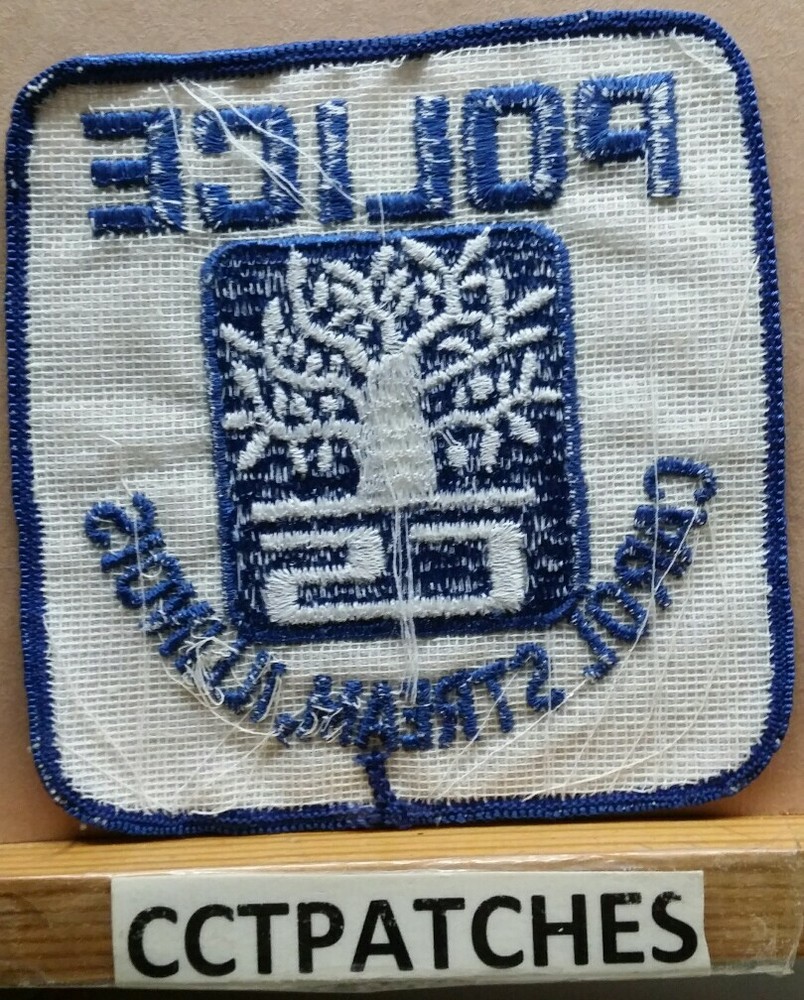 POLICE
CS
CAROL STREAM, ILLINOIS
CCTPATCHES